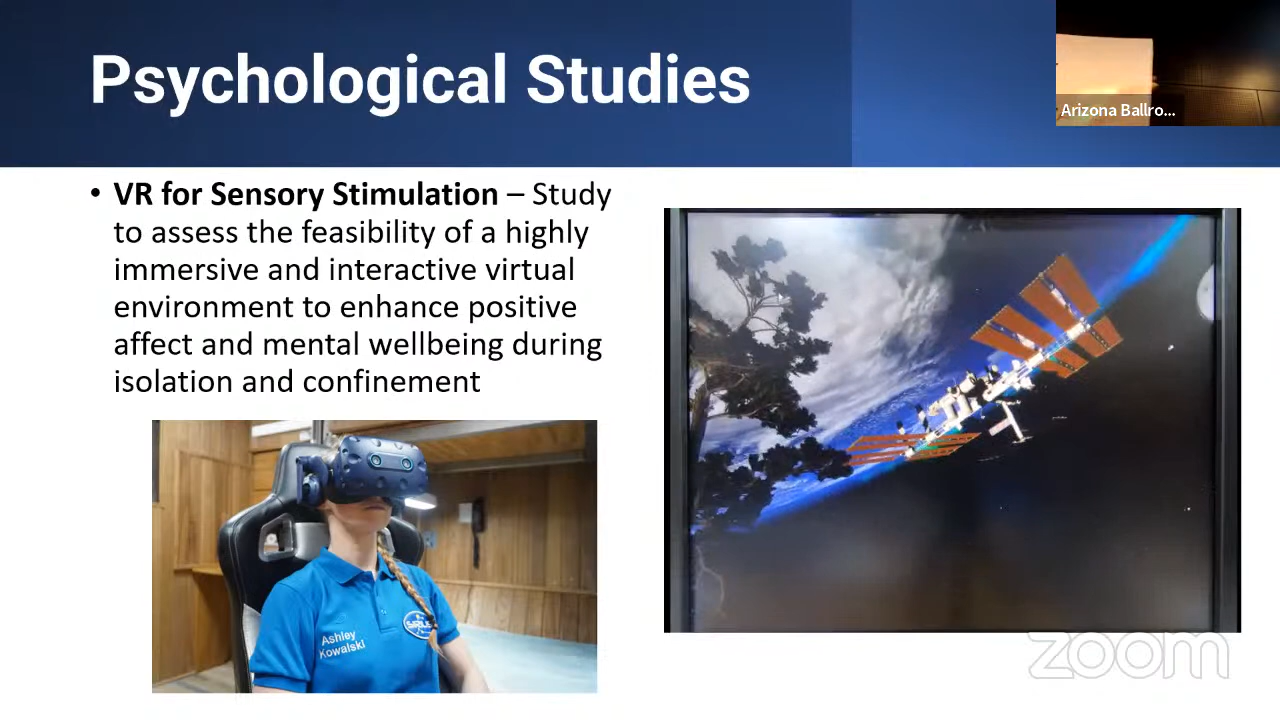 Psychological Studies
Arizona Ballro...
• VR for Sensory Stimulation – Study
to assess the feasibility of a highly
immersive and interactive virtual
environment to enhance positive
affect and mental wellbeing during
isolation and confinement
Ashley
Kowalski
SIRIUS
zoom